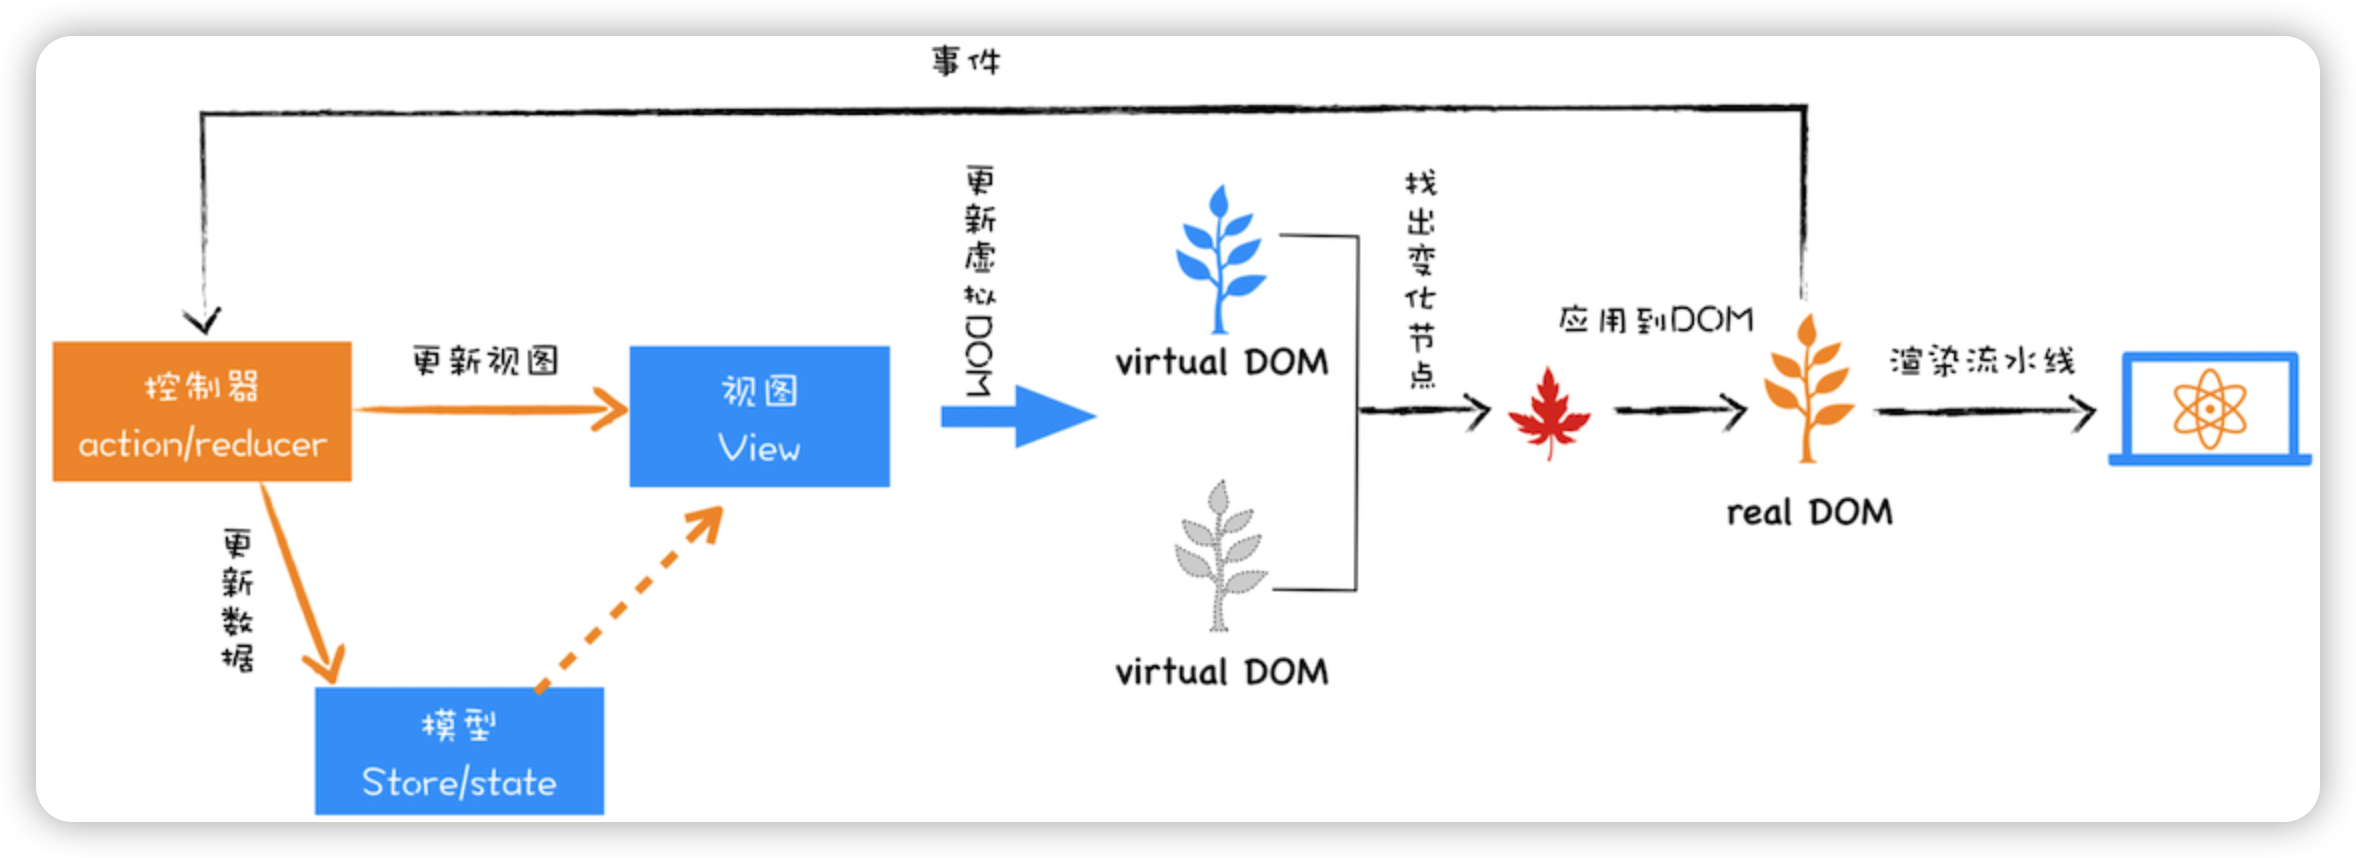 事件
控制器
action/reducer
更新视图
更新数据
模型
Store/state
视图
View
更新虚拟DOM
virtual DOM
virtual DOM
找出变化节点
应用到DOM
real DOM
渲染流水线